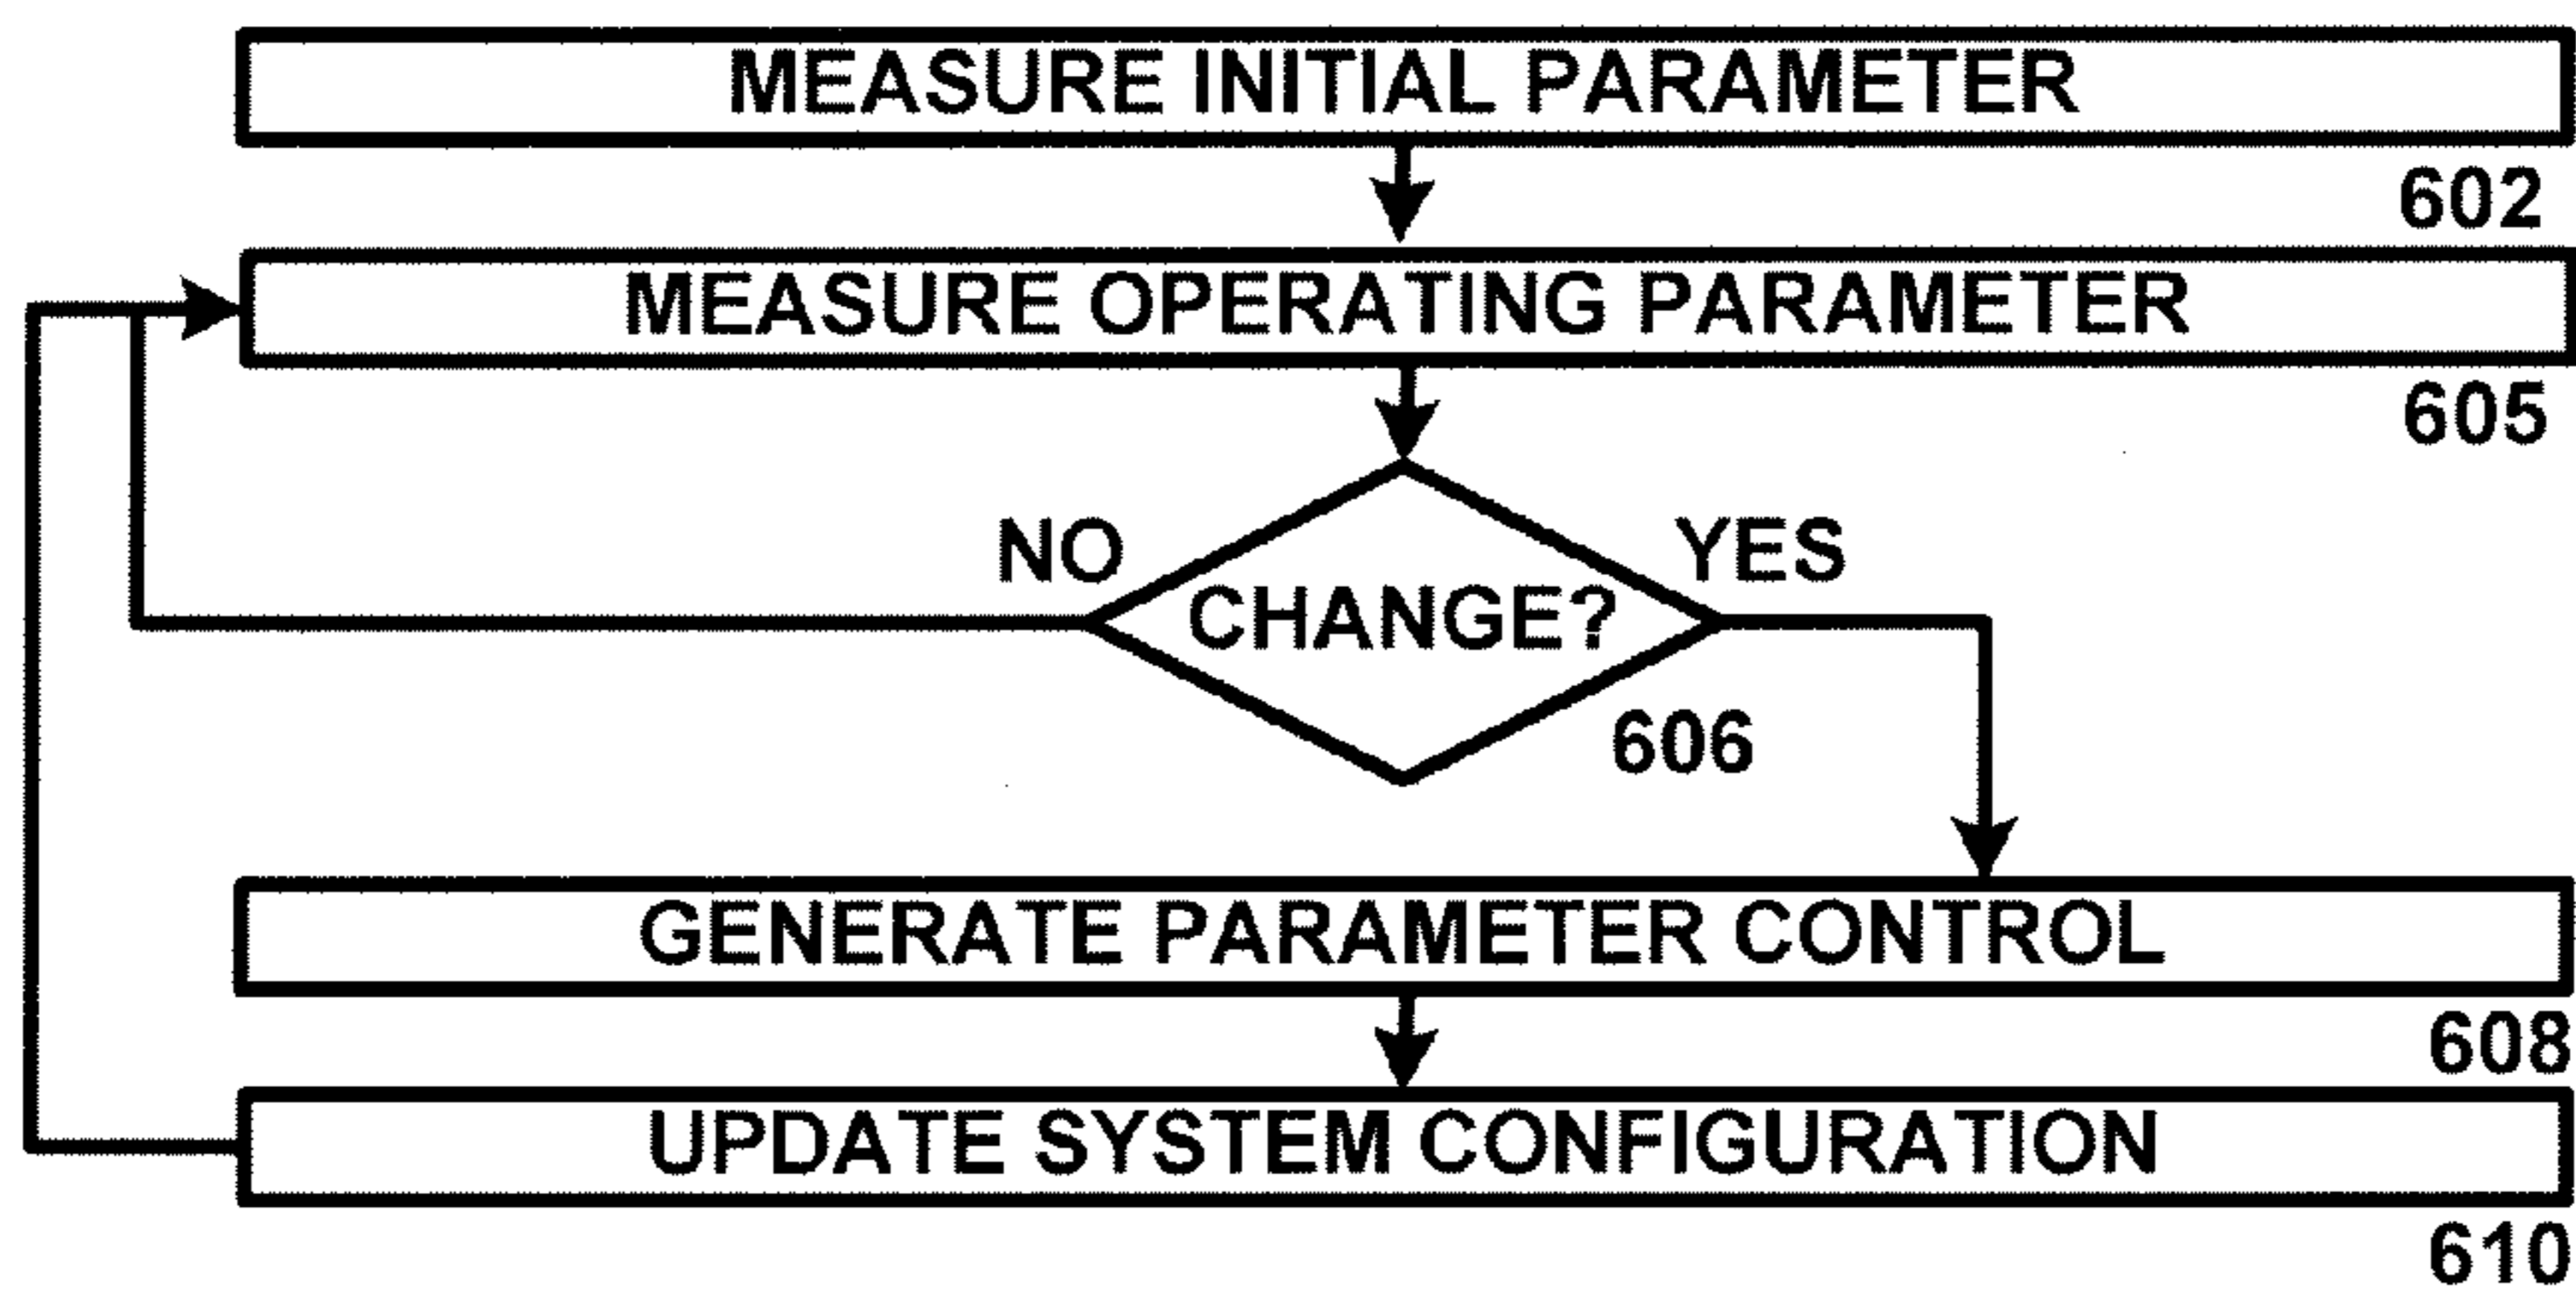 MEASURE INITIAL PARAMETER
602
MEASURE OPERATING PARAMETER
605
NO
YES
CHANGE?
606
GENERATE PARAMETER CONTROL
608
UPDATE SYSTEM CONFIGURATION
610